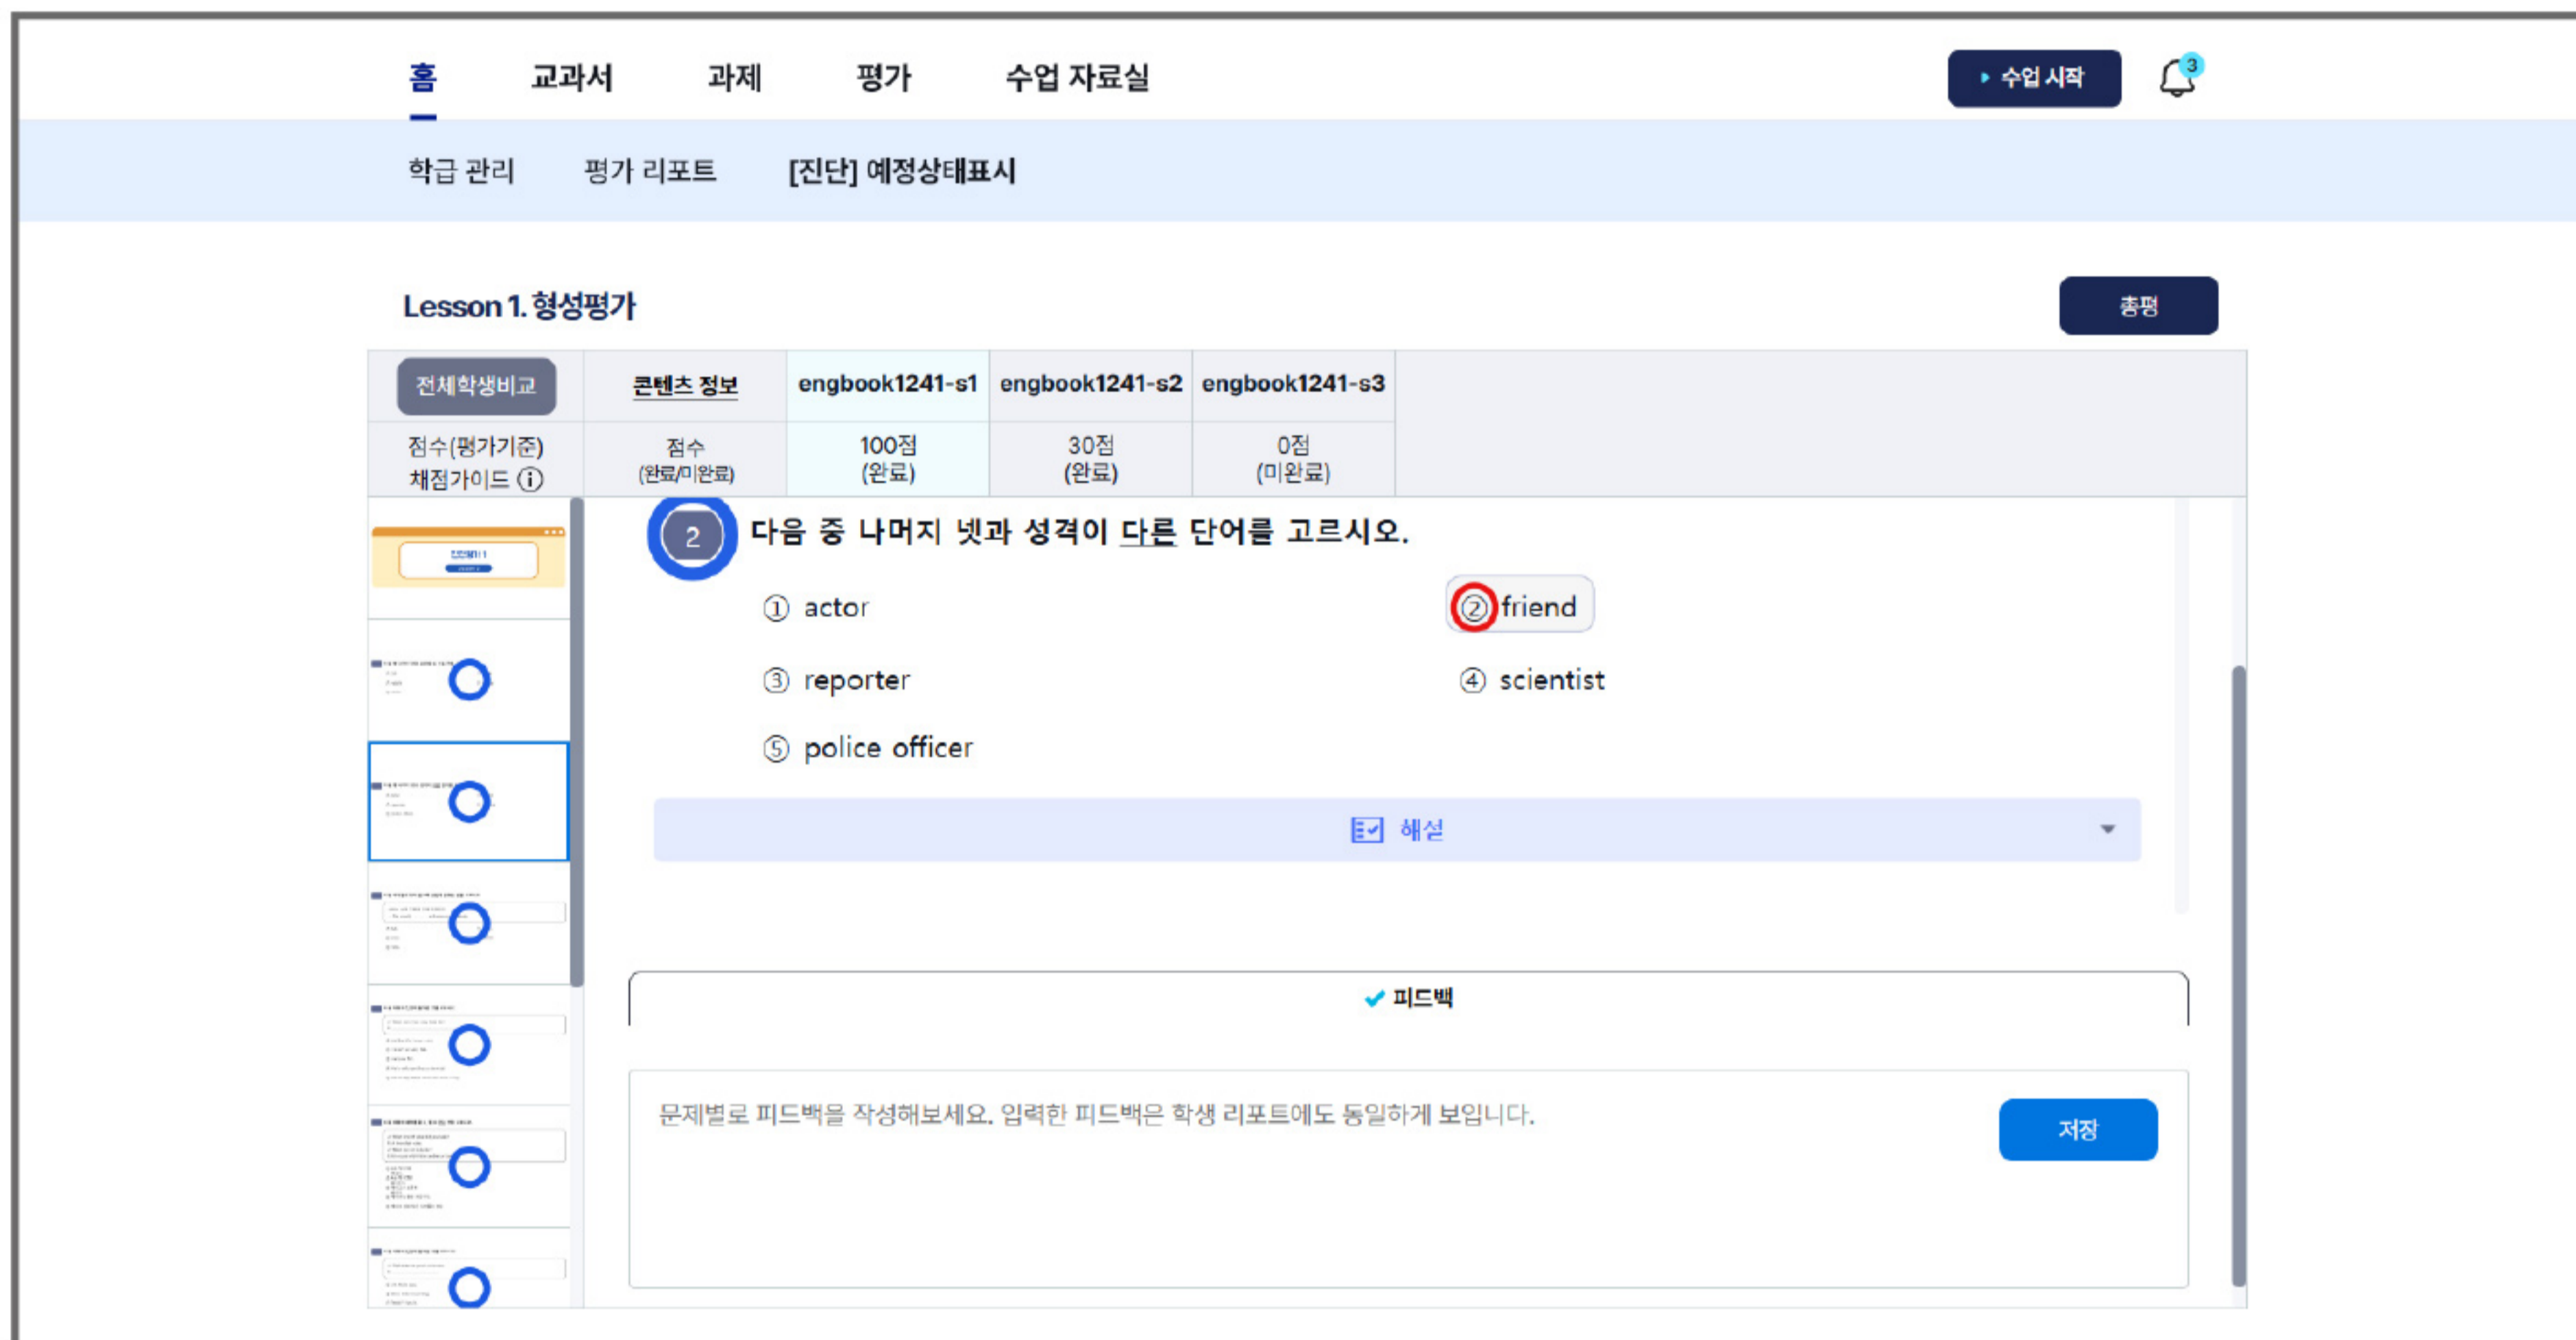 홈 교과서 과제 평가 수업 자료실 수업 시작 3
학급 관리 평가 리포트 [진단] 예정상태표시
Lesson 1. 형성평가 총평
전체학생비교 콘텐츠 정보 engbook1241-s1 engbook1241-s2 engbook1241-s3
점수(평가기준) 점수 100점 30점 0점
채점가이드 ⓘ (완료/미완료) (완료) (완료) (미완료)
2 다음 중 나머지 넷과 성격이 다른 단어를 고르시오.
① actor ② friend
③ reporter ④ scientist
⑤ police officer
해설
피드백
문제별로 피드백을 작성해보세요. 입력한 피드백은 학생 리포트에도 동일하게 보입니다.
저장